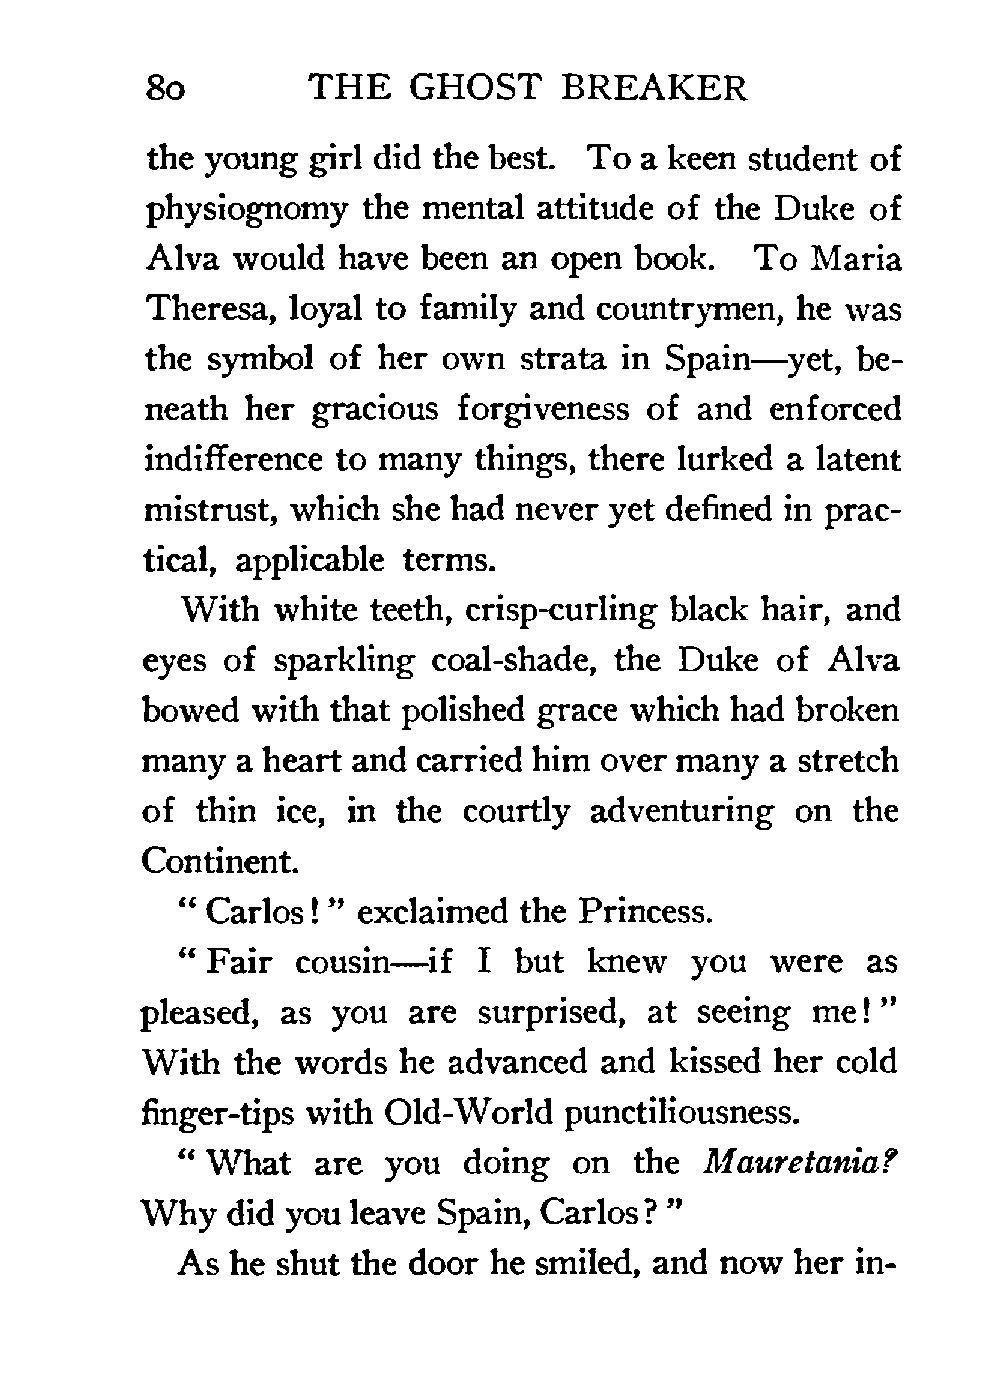 80 THE GHOST BREAKER
the young girl did the best. To a keen student of
physiognomy the mental attitude of the Duke of
Alva would have been an open book. To Maria
Theresa, loyal to family and countrymen, he was
the symbol of her own strata in Spain—yet, be-
neath her gracious forgiveness of and enforced
indifference to many things, there lurked a latent
mistrust, which she had never yet defined in prac-
tical, applicable terms.
With white teeth, crisp-curling black hair, and
eyes of sparkling coal-shade, the Duke of Alva
bowed with that polished grace which had broken
many a heart and carried him over many a stretch
of thin ice, in the courtly adventuring on the
Continent.
“ Carlos ! ” exclaimed the Princess.
“ Fair cousin—if I but knew you were as
pleased, as you are surprised, at seeing me! ”
With the words he advanced and kissed her cold
finger-tips with Old-World punctiliousness.
“ What are you doing on the Mauretania?
Why did you leave Spain, Carlos? ”
As he shut the door he smiled, and now her in-